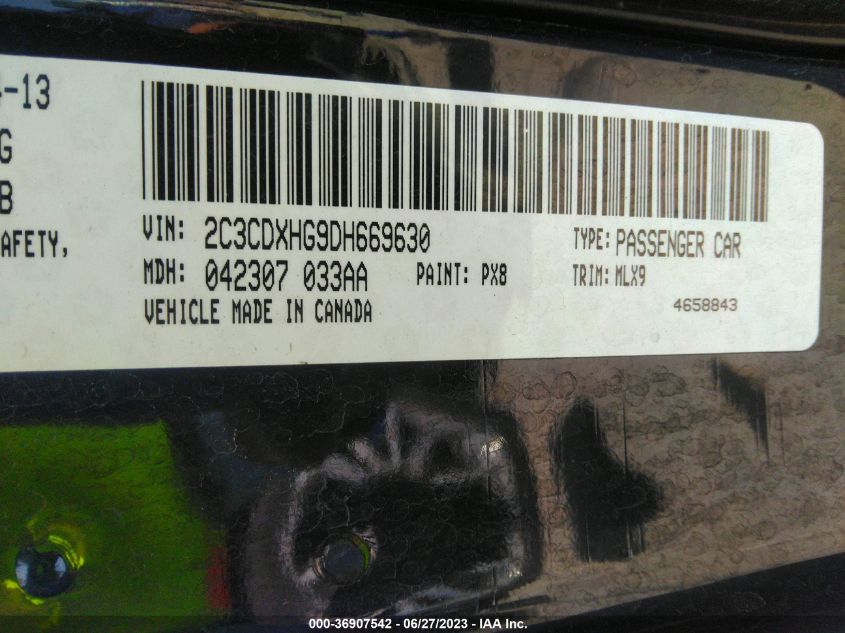 4-13
G
B
AFETY,
VIN: 2C3CDXHG9DH669630 TYPE: PASSENGER CAR
MDH: 042307 033AA PAINT: PX8 TRIM: MLX9
VEHICLE MADE IN CANADA 4658843
000-36907542 - 06/27/2023 - IAA Inc.